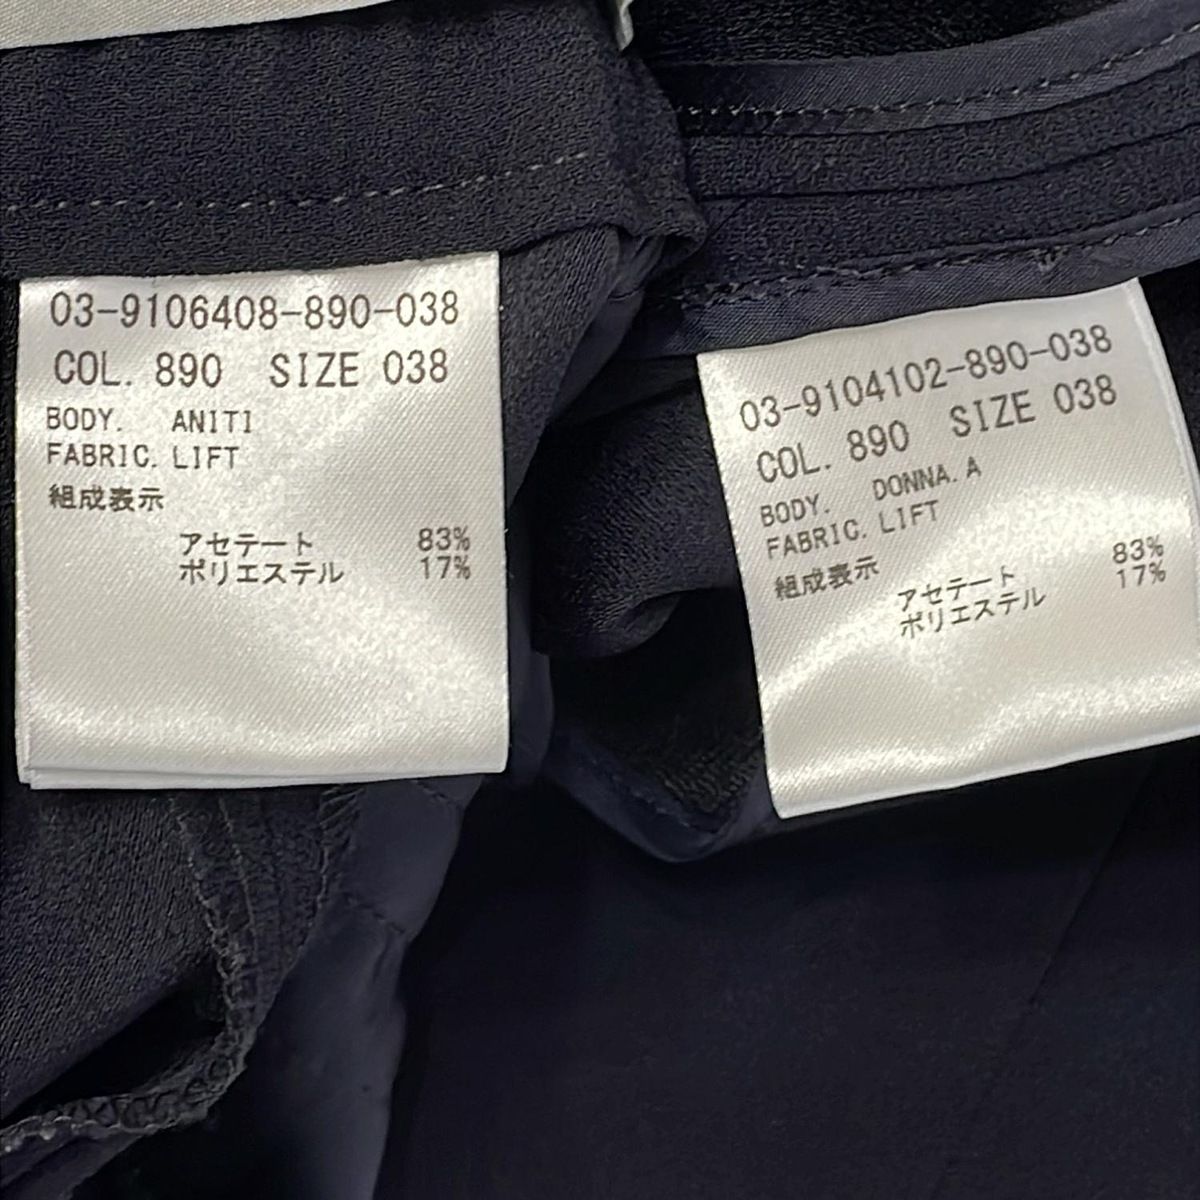 03-9106408-890-038
COL. 890 SIZE 038
BODY. ANITI
FABRIC. LIFT
組成表示
アセテート 83%
ポリエステル 17%
03-9104102-890-038
COL. 890 SIZE 038
BODY. DONNA. A
FABRIC. LIFT
組成表示
アセテート 83%
ポリエステル 17%